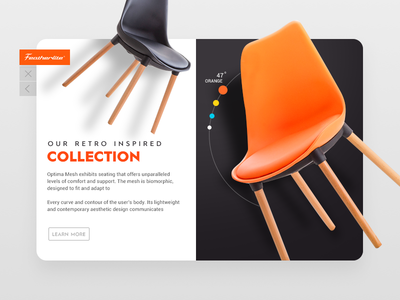 Featherlite
47°
ORANGE
OUR RETRO INSPIRED
COLLECTION
Optima Mesh exhibits seating that offers unparalleled
levels of comfort and support. The mesh is biomorphic,
designed to fit and adapt to
Every curve and contour of the user's body. Its lightweight
and contemporary aesthetic design communicates
LEARN MORE